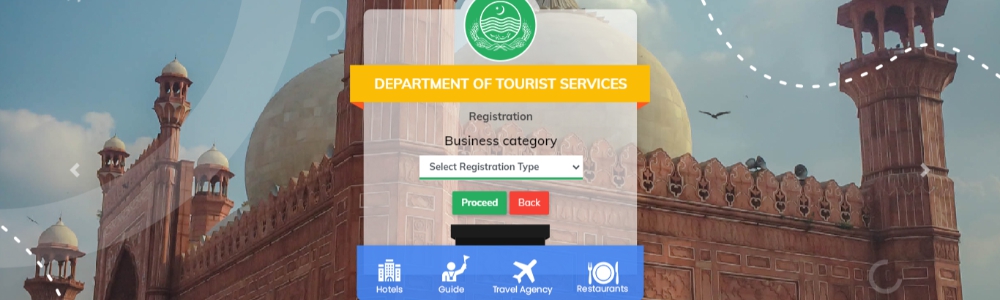 DEPARTMENT OF TOURIST SERVICES
Registration
Business category
Select Registration Type
Proceed Back
Hotels Guide Travel Agency Restaurants